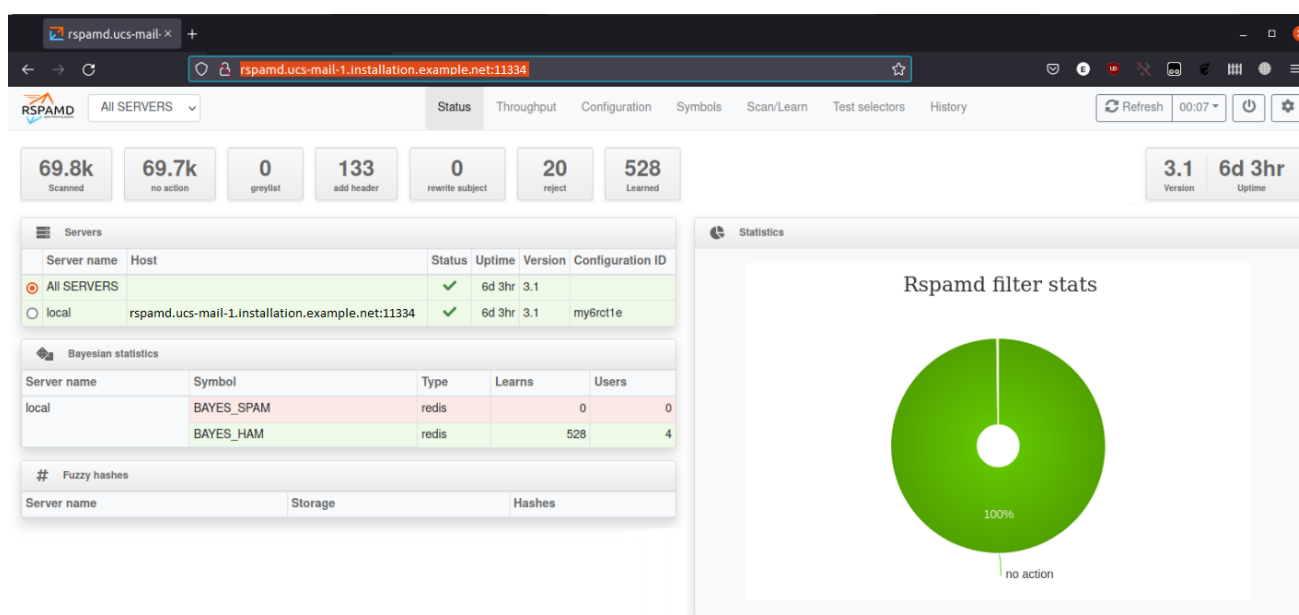 rspamd.ucs-mail-
rspamd.ucs-mail-1.installation.example.net:11334
RSPAMD All SERVERS Status Throughput Configuration Symbols Scan/Learn Test selectors History Refresh 00:07
69.8k 69.7k 0 133 0 20 528 3.1 6d 3hr
Scanned no action greylist add header rewrite subject reject Learned Version Uptime
Servers
Server name Host Status Uptime Version Configuration ID
All SERVERS 6d 3hr 3.1
local rspamd.ucs-mail-1.installation.example.net:11334 6d 3hr 3.1 my6rct1e
Bayesian statistics
Server name Symbol Type Learns Users
local BAYES_SPAM redis 0 0
BAYES_HAM redis 528 4
# Fuzzy hashes
Server name Storage Hashes
Statistics
Rspamd filter stats
100%
no action